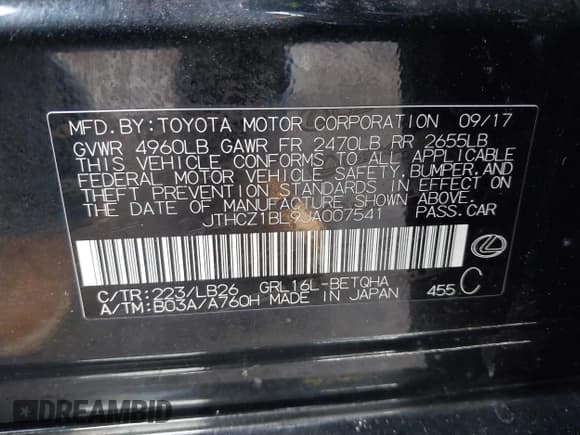 MFD.BY:TOYOTA MOTOR CORPORATION 09/17
GVWR 4960LB GAWR FR 2470LB RR 2655LB
THIS VEHICLE CONFORMS TO ALL APPLICABLE
FEDERAL MOTOR VEHICLE SAFETY,BUMPER,AND
THEFT PREVENTION STANDARDS IN EFFECT ON
THE DATE OF MANUFACTURE SHOWN ABOVE.
JTHCZ1BL9JA007541 PASS.CAR
C/TR:223/LB26 GRL16L-BETQHA
A/TM:B03A/A760H MADE IN JAPAN 455 C
DREAMBID